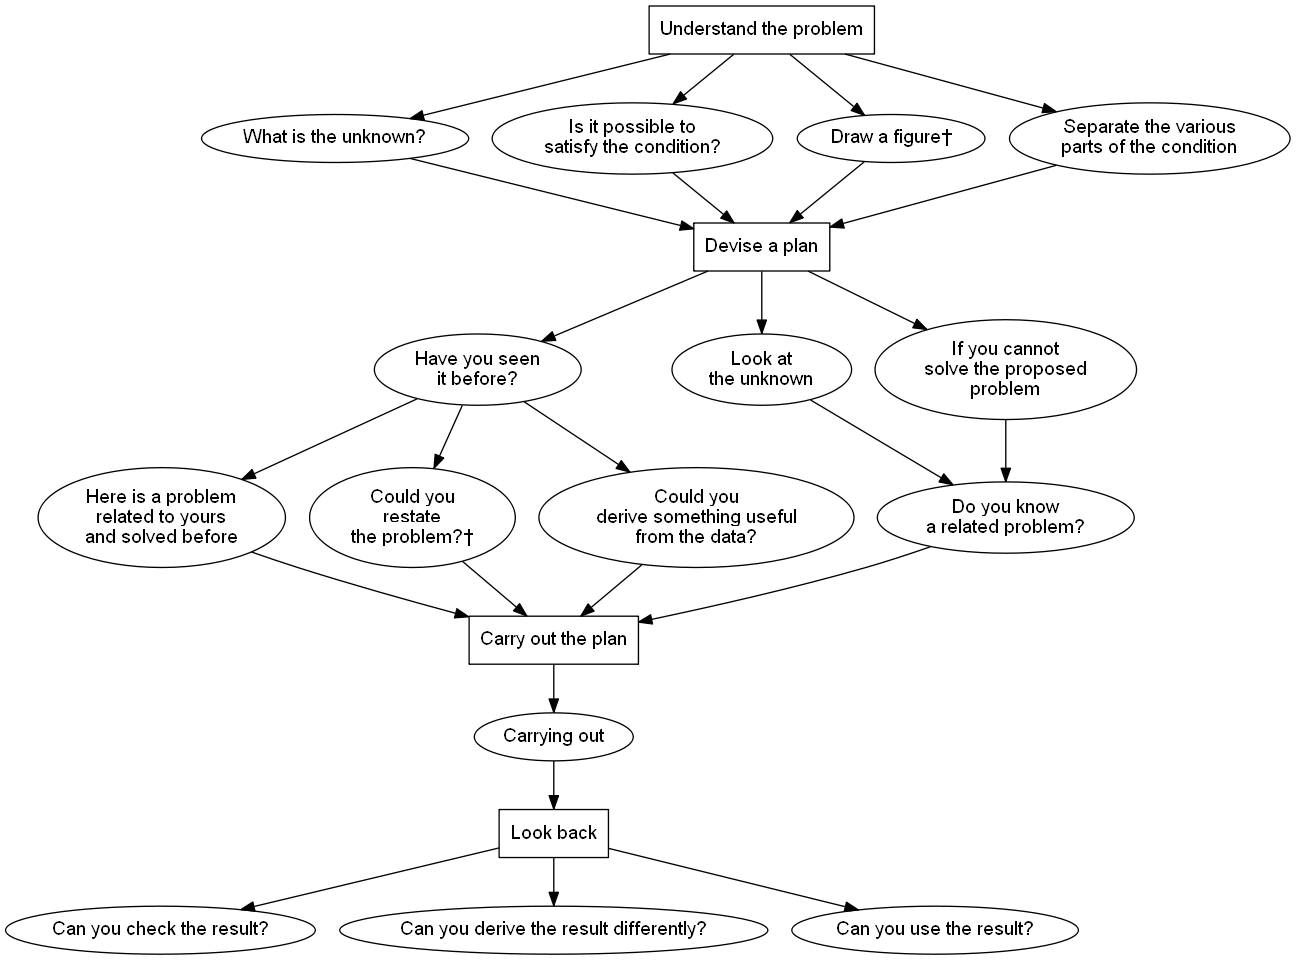 Understand the problem
What is the unknown?
Is it possible to
satisfy the condition?
Draw a figure†
Separate the various
parts of the condition
Devise a plan
Have you seen
it before?
Look at
the unknown
If you cannot
solve the proposed
problem
Here is a problem
related to yours
and solved before
Could you
restate
the problem?†
Could you
derive something useful
from the data?
Do you know
a related problem?
Carry out the plan
Carrying out
Look back
Can you check the result?
Can you derive the result differently?
Can you use the result?